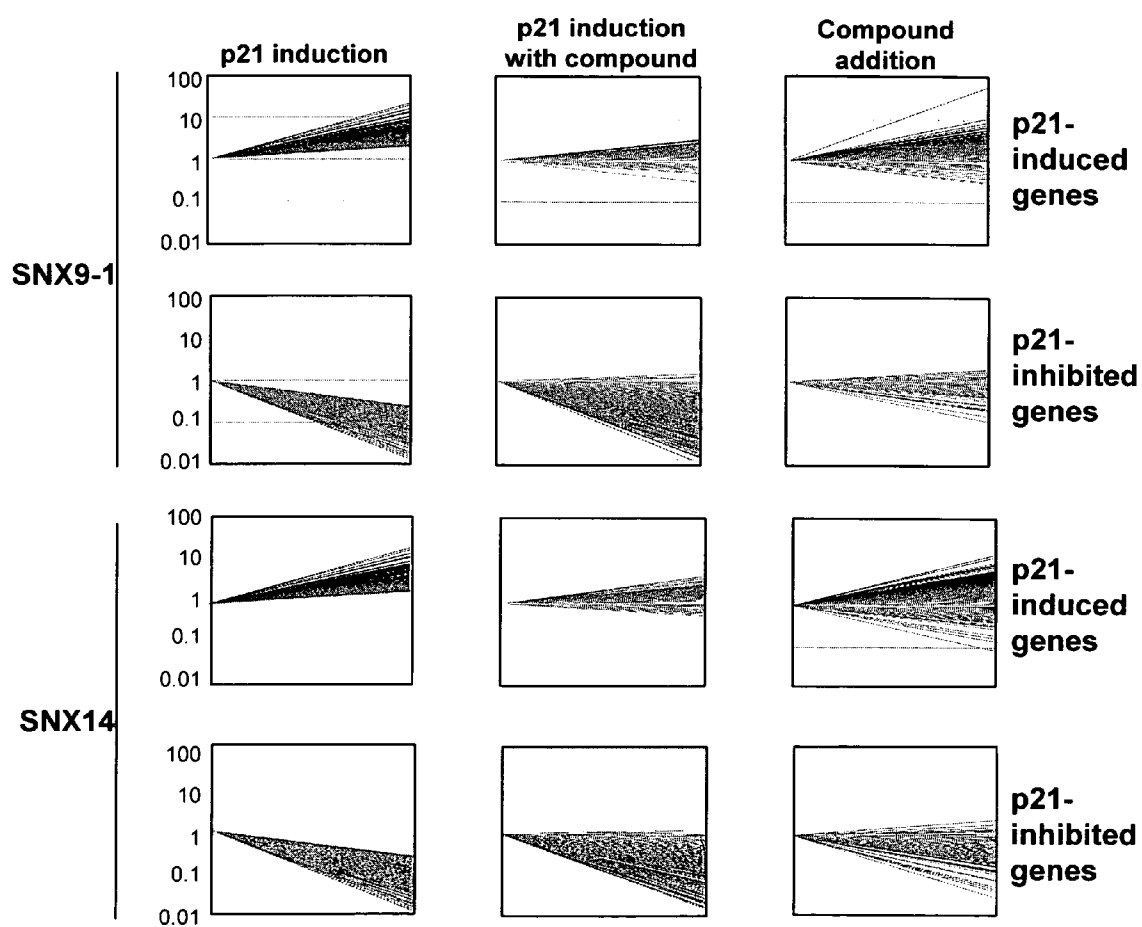 p21 induction
p21 induction
with compound
Compound
addition
SNX9-1
100
10
1
0.1
0.01
p21-
induced
genes
100
10
1
0.1
0.01
p21-
inhibited
genes
SNX14
100
10
1
0.1
0.01
p21-
induced
genes
100
10
1
0.1
0.01
p21-
inhibited
genes